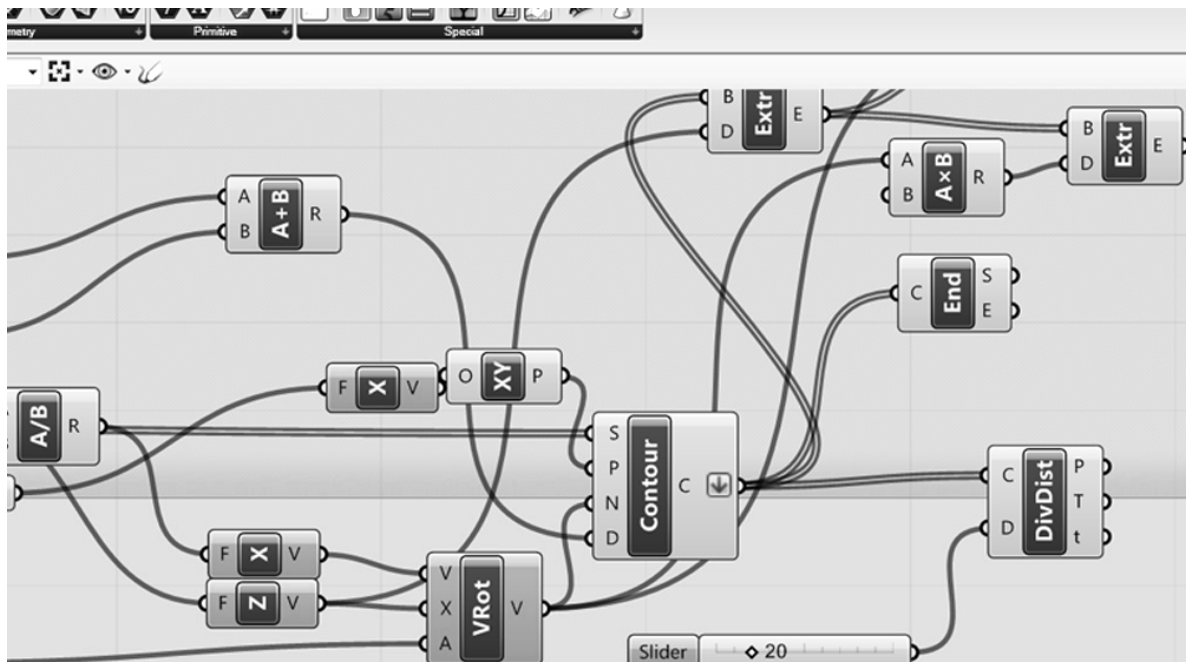 metry
Primitive
Special
B
D
Extr
E
B
D
Extr
E
A
B
A×B
R
A
B
A+B
R
C
End
S
E
F
X
V
O
XY
P
A/B
R
S
P
N
D
Contour
C
C
D
DivDist
P
T
t
F
X
V
F
Z
V
V
X
A
VRot
V
Slider
20